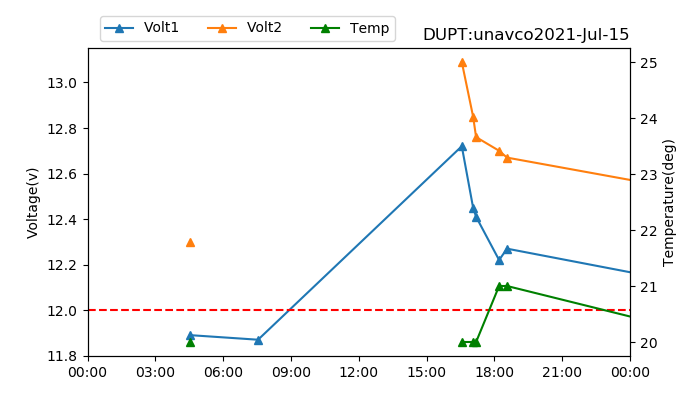 Volt1 Volt2 Temp
DUPT:unavco2021-Jul-15
13.0
12.8
12.6
12.4
12.2
12.0
11.8
Voltage(v)
25
24
23
22
21
20
Temperature(deg)
00:00 03:00 06:00 09:00 12:00 15:00 18:00 21:00 00:00